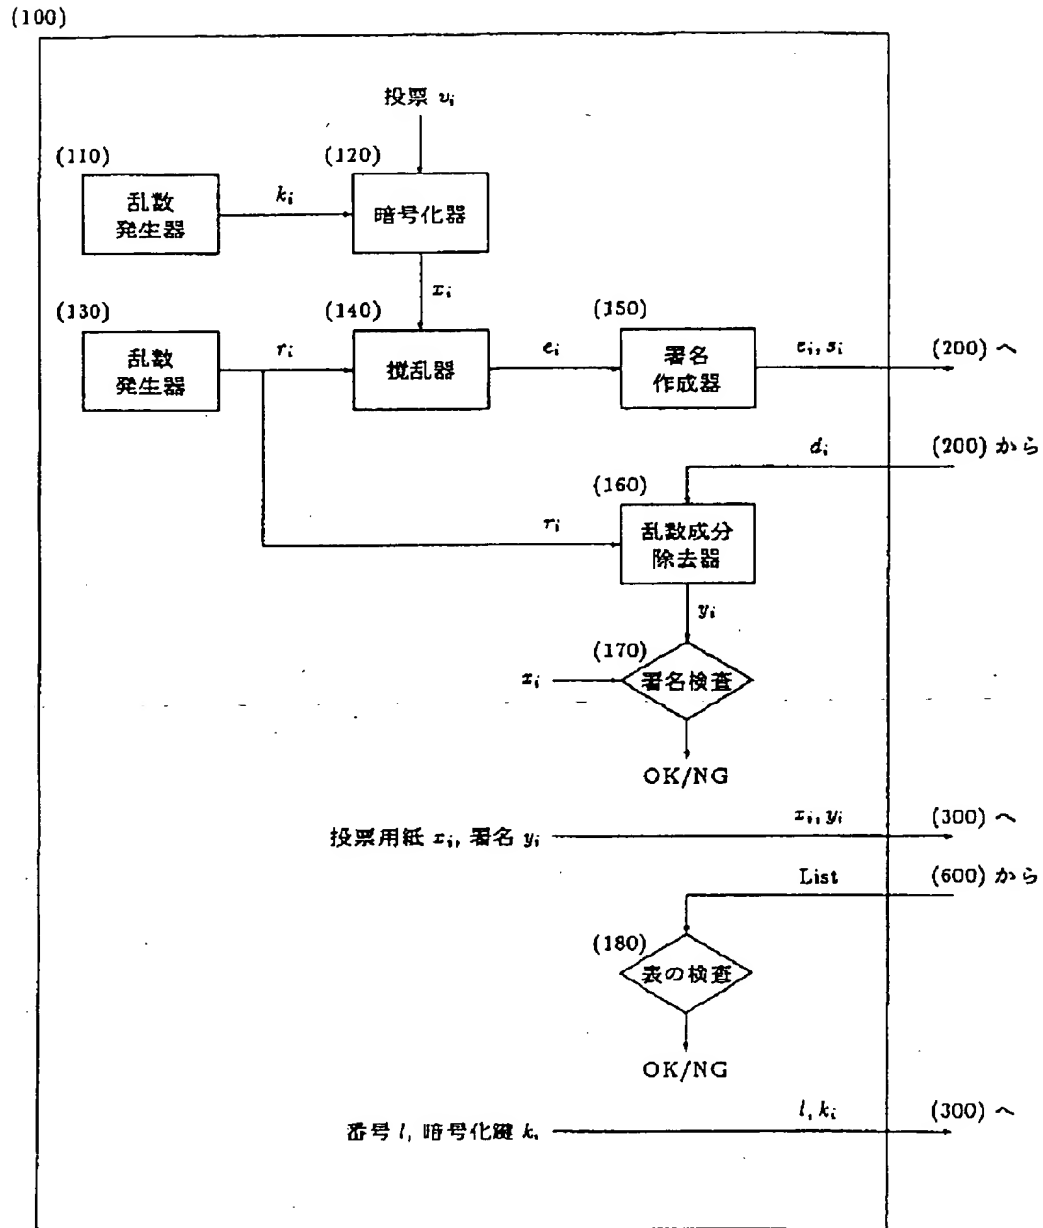 (100)
投票 v_i
(110)
(120)
乱数
発生器
k_i
暗号化器
x_i
(130)
(140)
(150)
乱数
発生器
r_i
撹乱器
e_i
署名
作成器
e_i, s_i
(200) へ
d_i
(200) から
(160)
r_i
乱数成分
除去器
y_i
(170)
x_i
署名検査
OK/NG
投票用紙 x_i, 署名 y_i
x_i, y_i
(300) へ
List
(600) から
(180)
表の検査
OK/NG
番号 l, 暗号化鍵 k_i
l, k_i
(300) へ